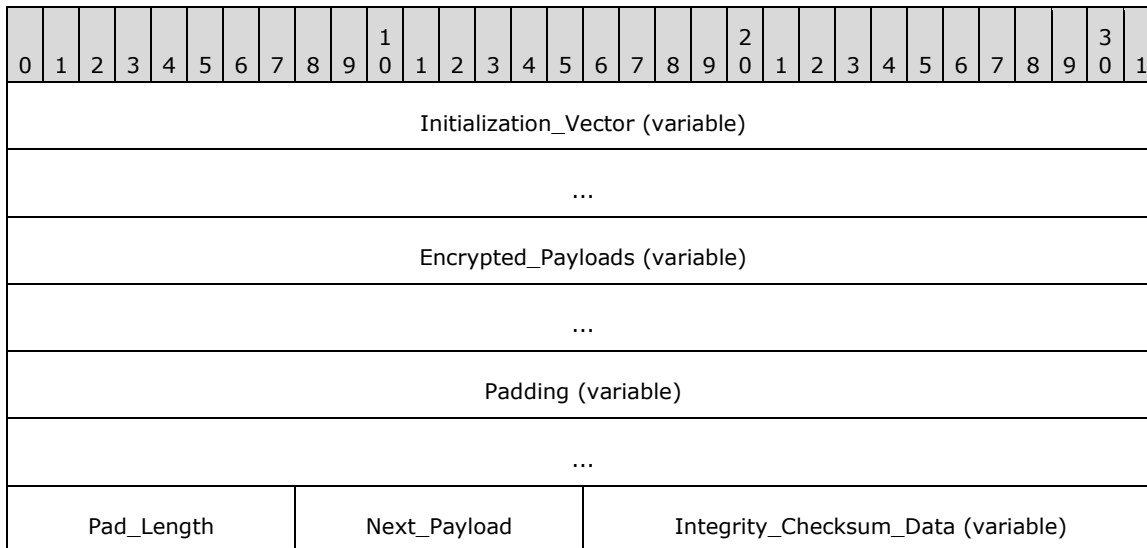 1 2 3
0 1 2 3 4 5 6 7 8 9 0 1 2 3 4 5 6 7 8 9 0 1 2 3 4 5 6 7 8 9 0 1
Initialization_Vector (variable)
...
Encrypted_Payloads (variable)
...
Padding (variable)
...
Pad_Length Next_Payload Integrity_Checksum_Data (variable)